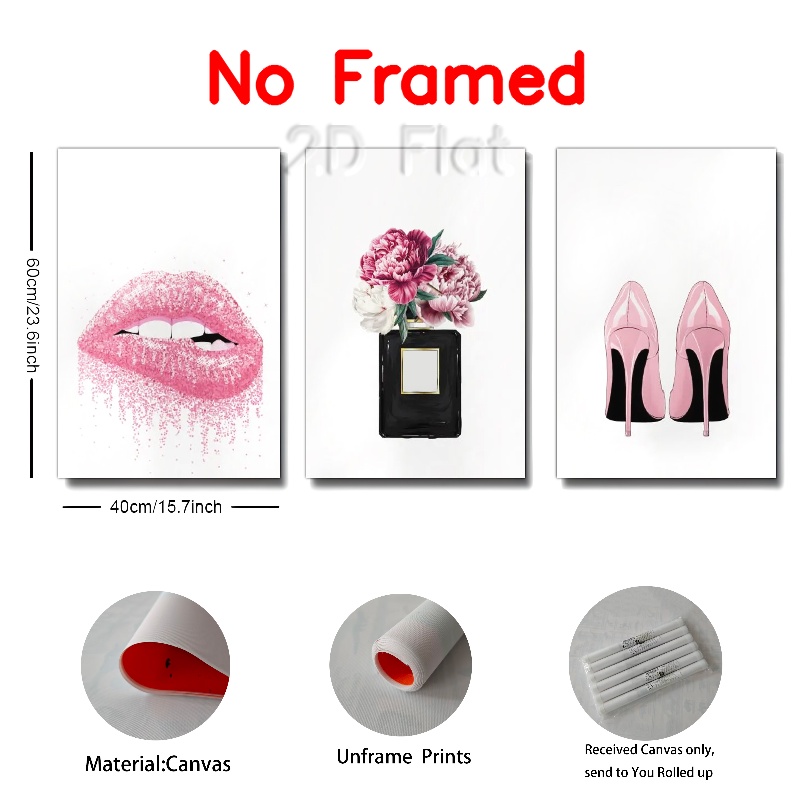 No Framed
2D Flat
60cm/23.6inch
40cm/15.7inch
Material:Canvas
Unframe Prints
Received Canvas only,
send to You Rolled up